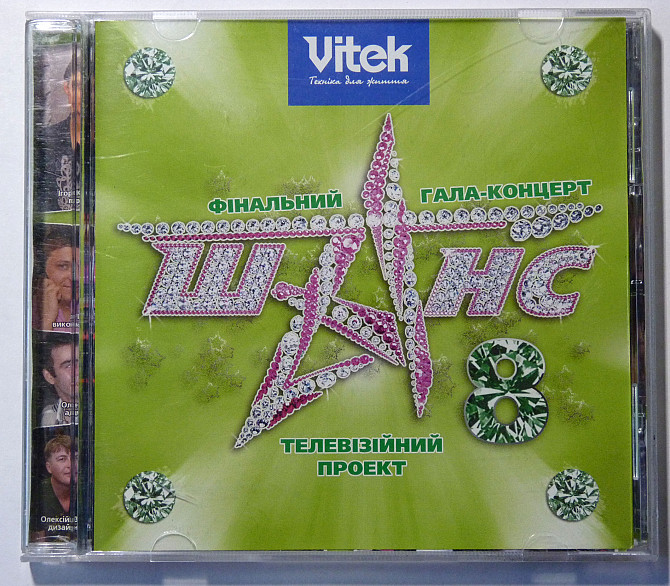 Vitek
Техніка для життя
ФІНАЛЬНИЙ ГАЛА-КОНЦЕРТ
ШАНС
8
ТЕЛЕВІЗІЙНИЙ
ПРОЕКТ